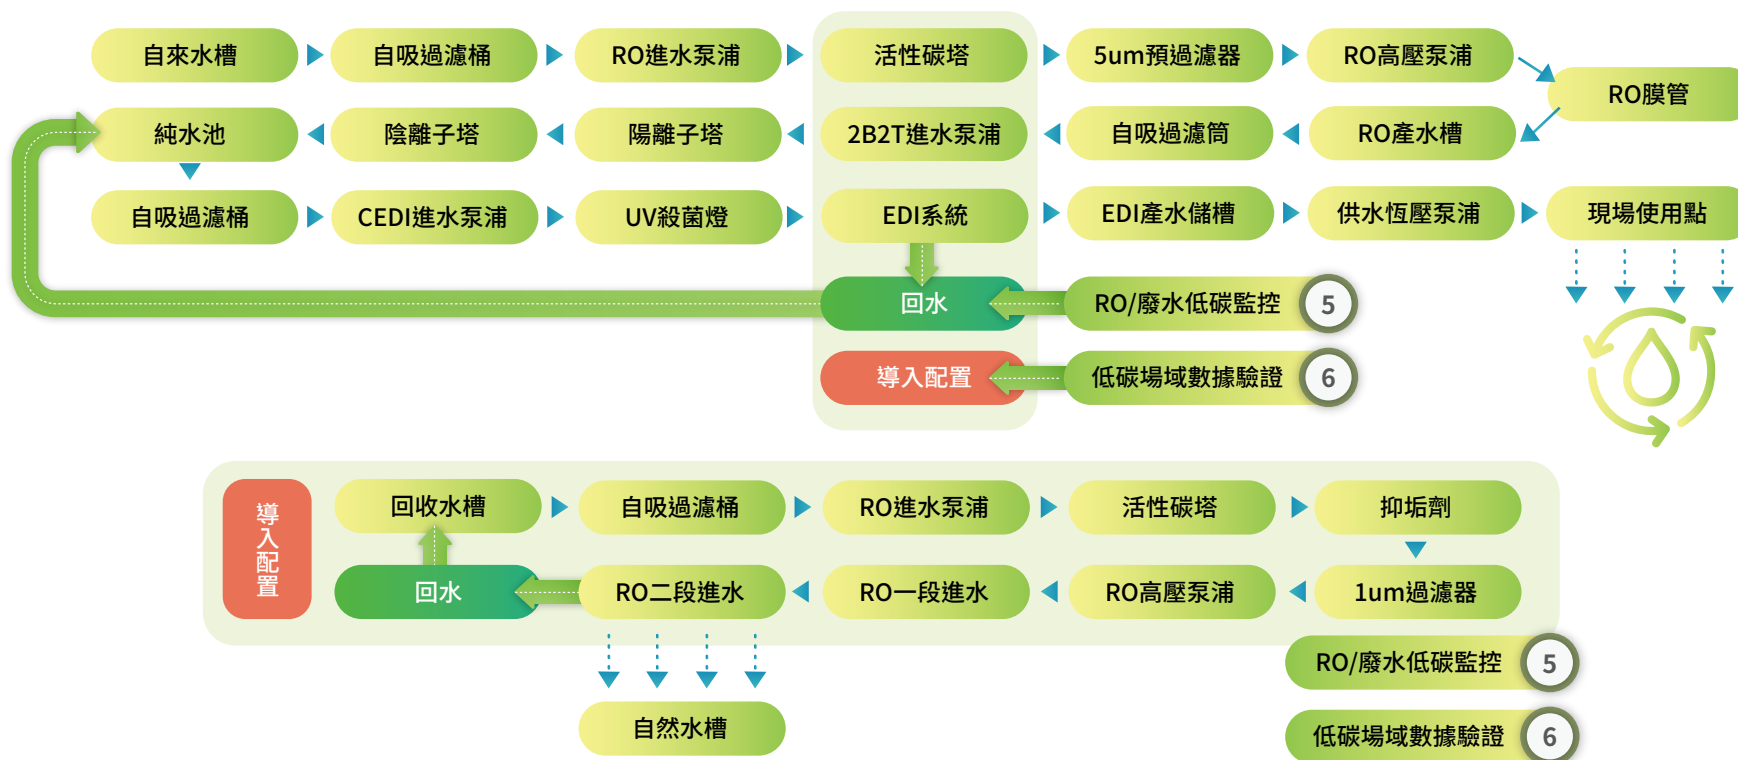 自來水槽
自吸過濾桶
RO進水泵浦
活性碳塔
5um預過濾器
RO高壓泵浦
RO膜管
純水池
陰離子塔
陽離子塔
2B2T進水泵浦
自吸過濾筒
RO產水槽
自吸過濾桶
CEDI進水泵浦
UV殺菌燈
EDI系統
EDI產水儲槽
供水恆壓泵浦
現場使用點
回水
RO/廢水低碳監控
5
導入配置
低碳場域數據驗證
6
導入配置
回收水槽
自吸過濾桶
RO進水泵浦
活性碳塔
抑垢劑
回水
RO二段進水
RO一段進水
RO高壓泵浦
1um過濾器
RO/廢水低碳監控
5
自然水槽
低碳場域數據驗證
6